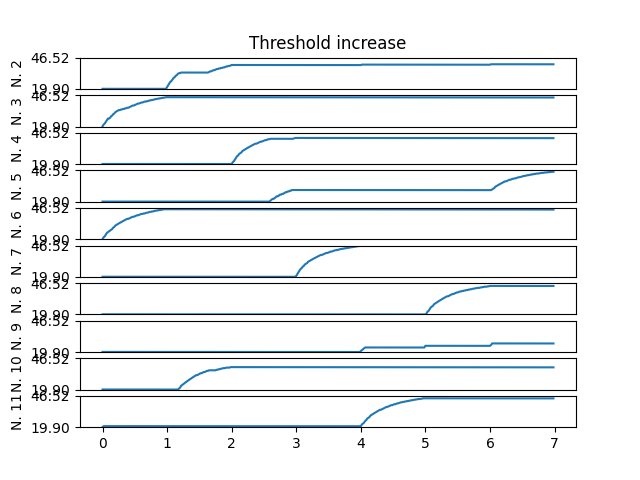 Threshold increase
N. 2
46.52
19.90
N. 3
46.52
19.90
N. 4
46.52
19.90
N. 5
46.52
19.90
N. 6
46.52
19.90
N. 7
46.52
19.90
N. 8
46.52
19.90
N. 9
46.52
19.90
N. 10
46.52
19.90
N. 11
46.52
19.90
0 1 2 3 4 5 6 7